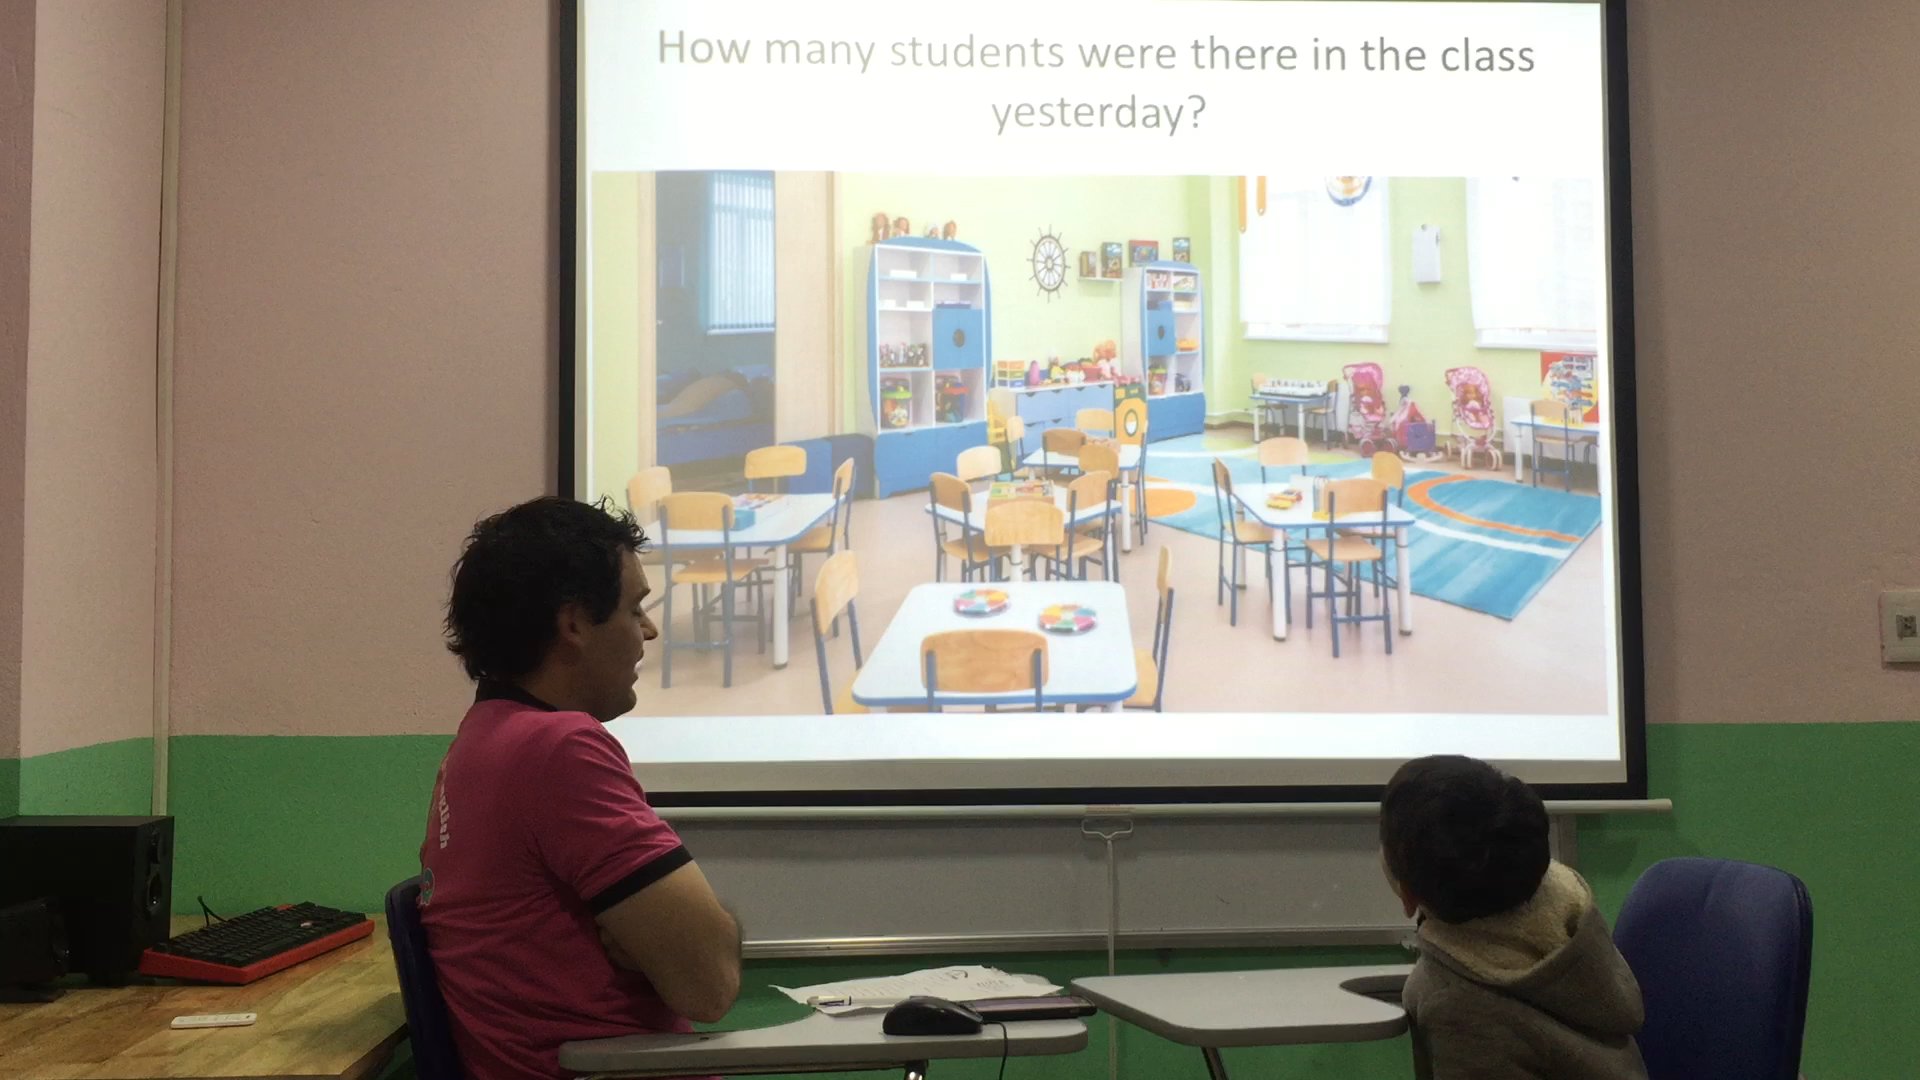 How many students were there in the class
yesterday?